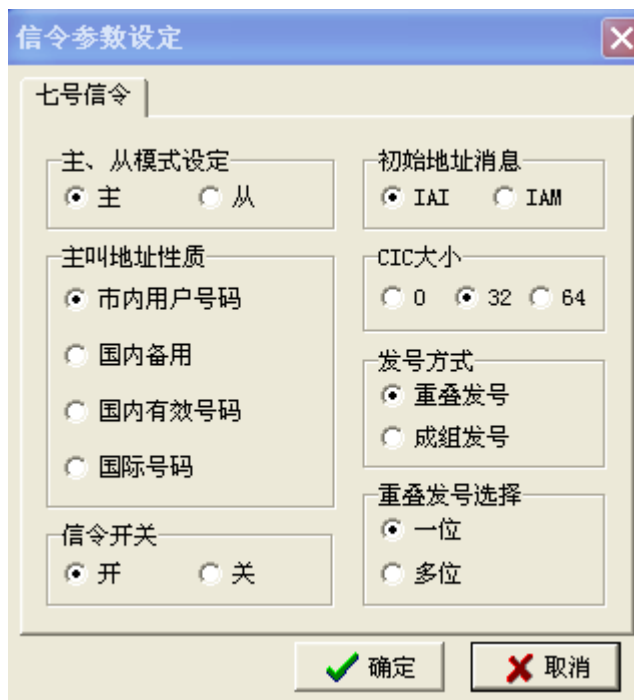 信令参数设定
七号信令
主、从模式设定
主 从
主叫地址性质
市内用户号码
国内备用
国内有效号码
国际号码
信令开关
开 关
初始地址消息
IAI IAM
CIC大小
0 32 64
发号方式
重叠发号
成组发号
重叠发号选择
一位
多位
确定 取消